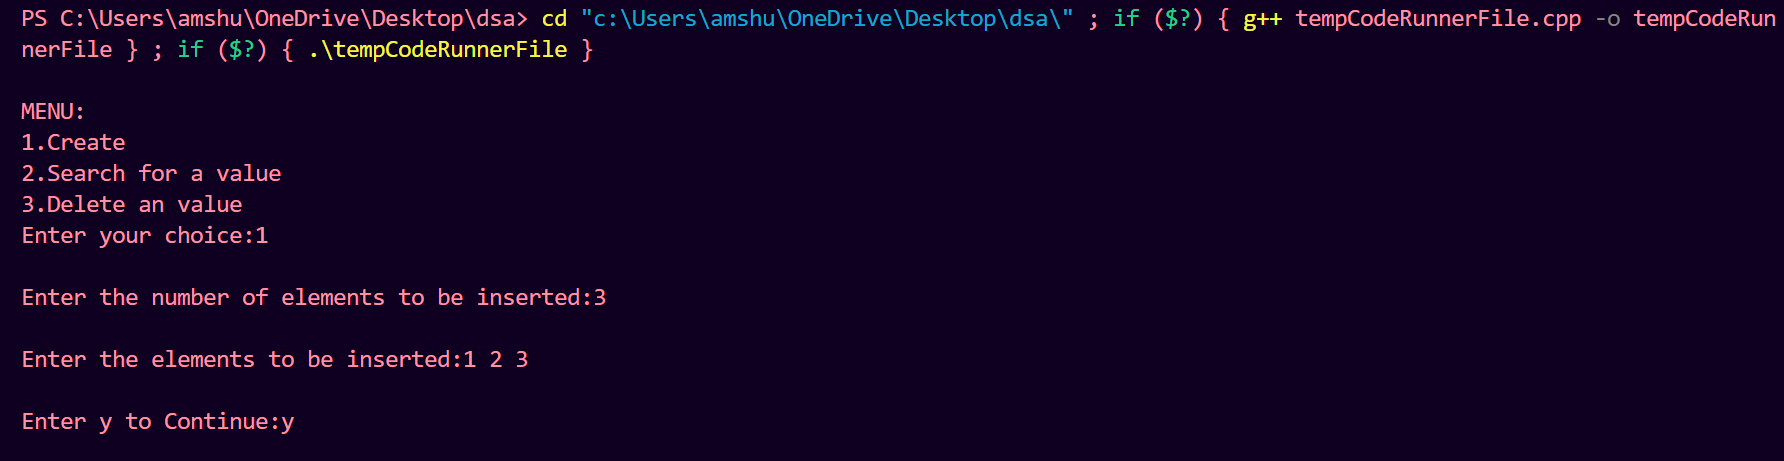 PS C:\Users\amshu\OneDrive\Desktop\dsa> cd "c:\Users\amshu\OneDrive\Desktop\dsa\" ; if ($?) { g++ tempCodeRunnerFile.cpp -o tempCodeRun
nerFile } ; if ($?) { .\tempCodeRunnerFile }
MENU:
1.Create
2.Search for a value
3.Delete an value
Enter your choice:1
Enter the number of elements to be inserted:3
Enter the elements to be inserted:1 2 3
Enter y to Continue:y